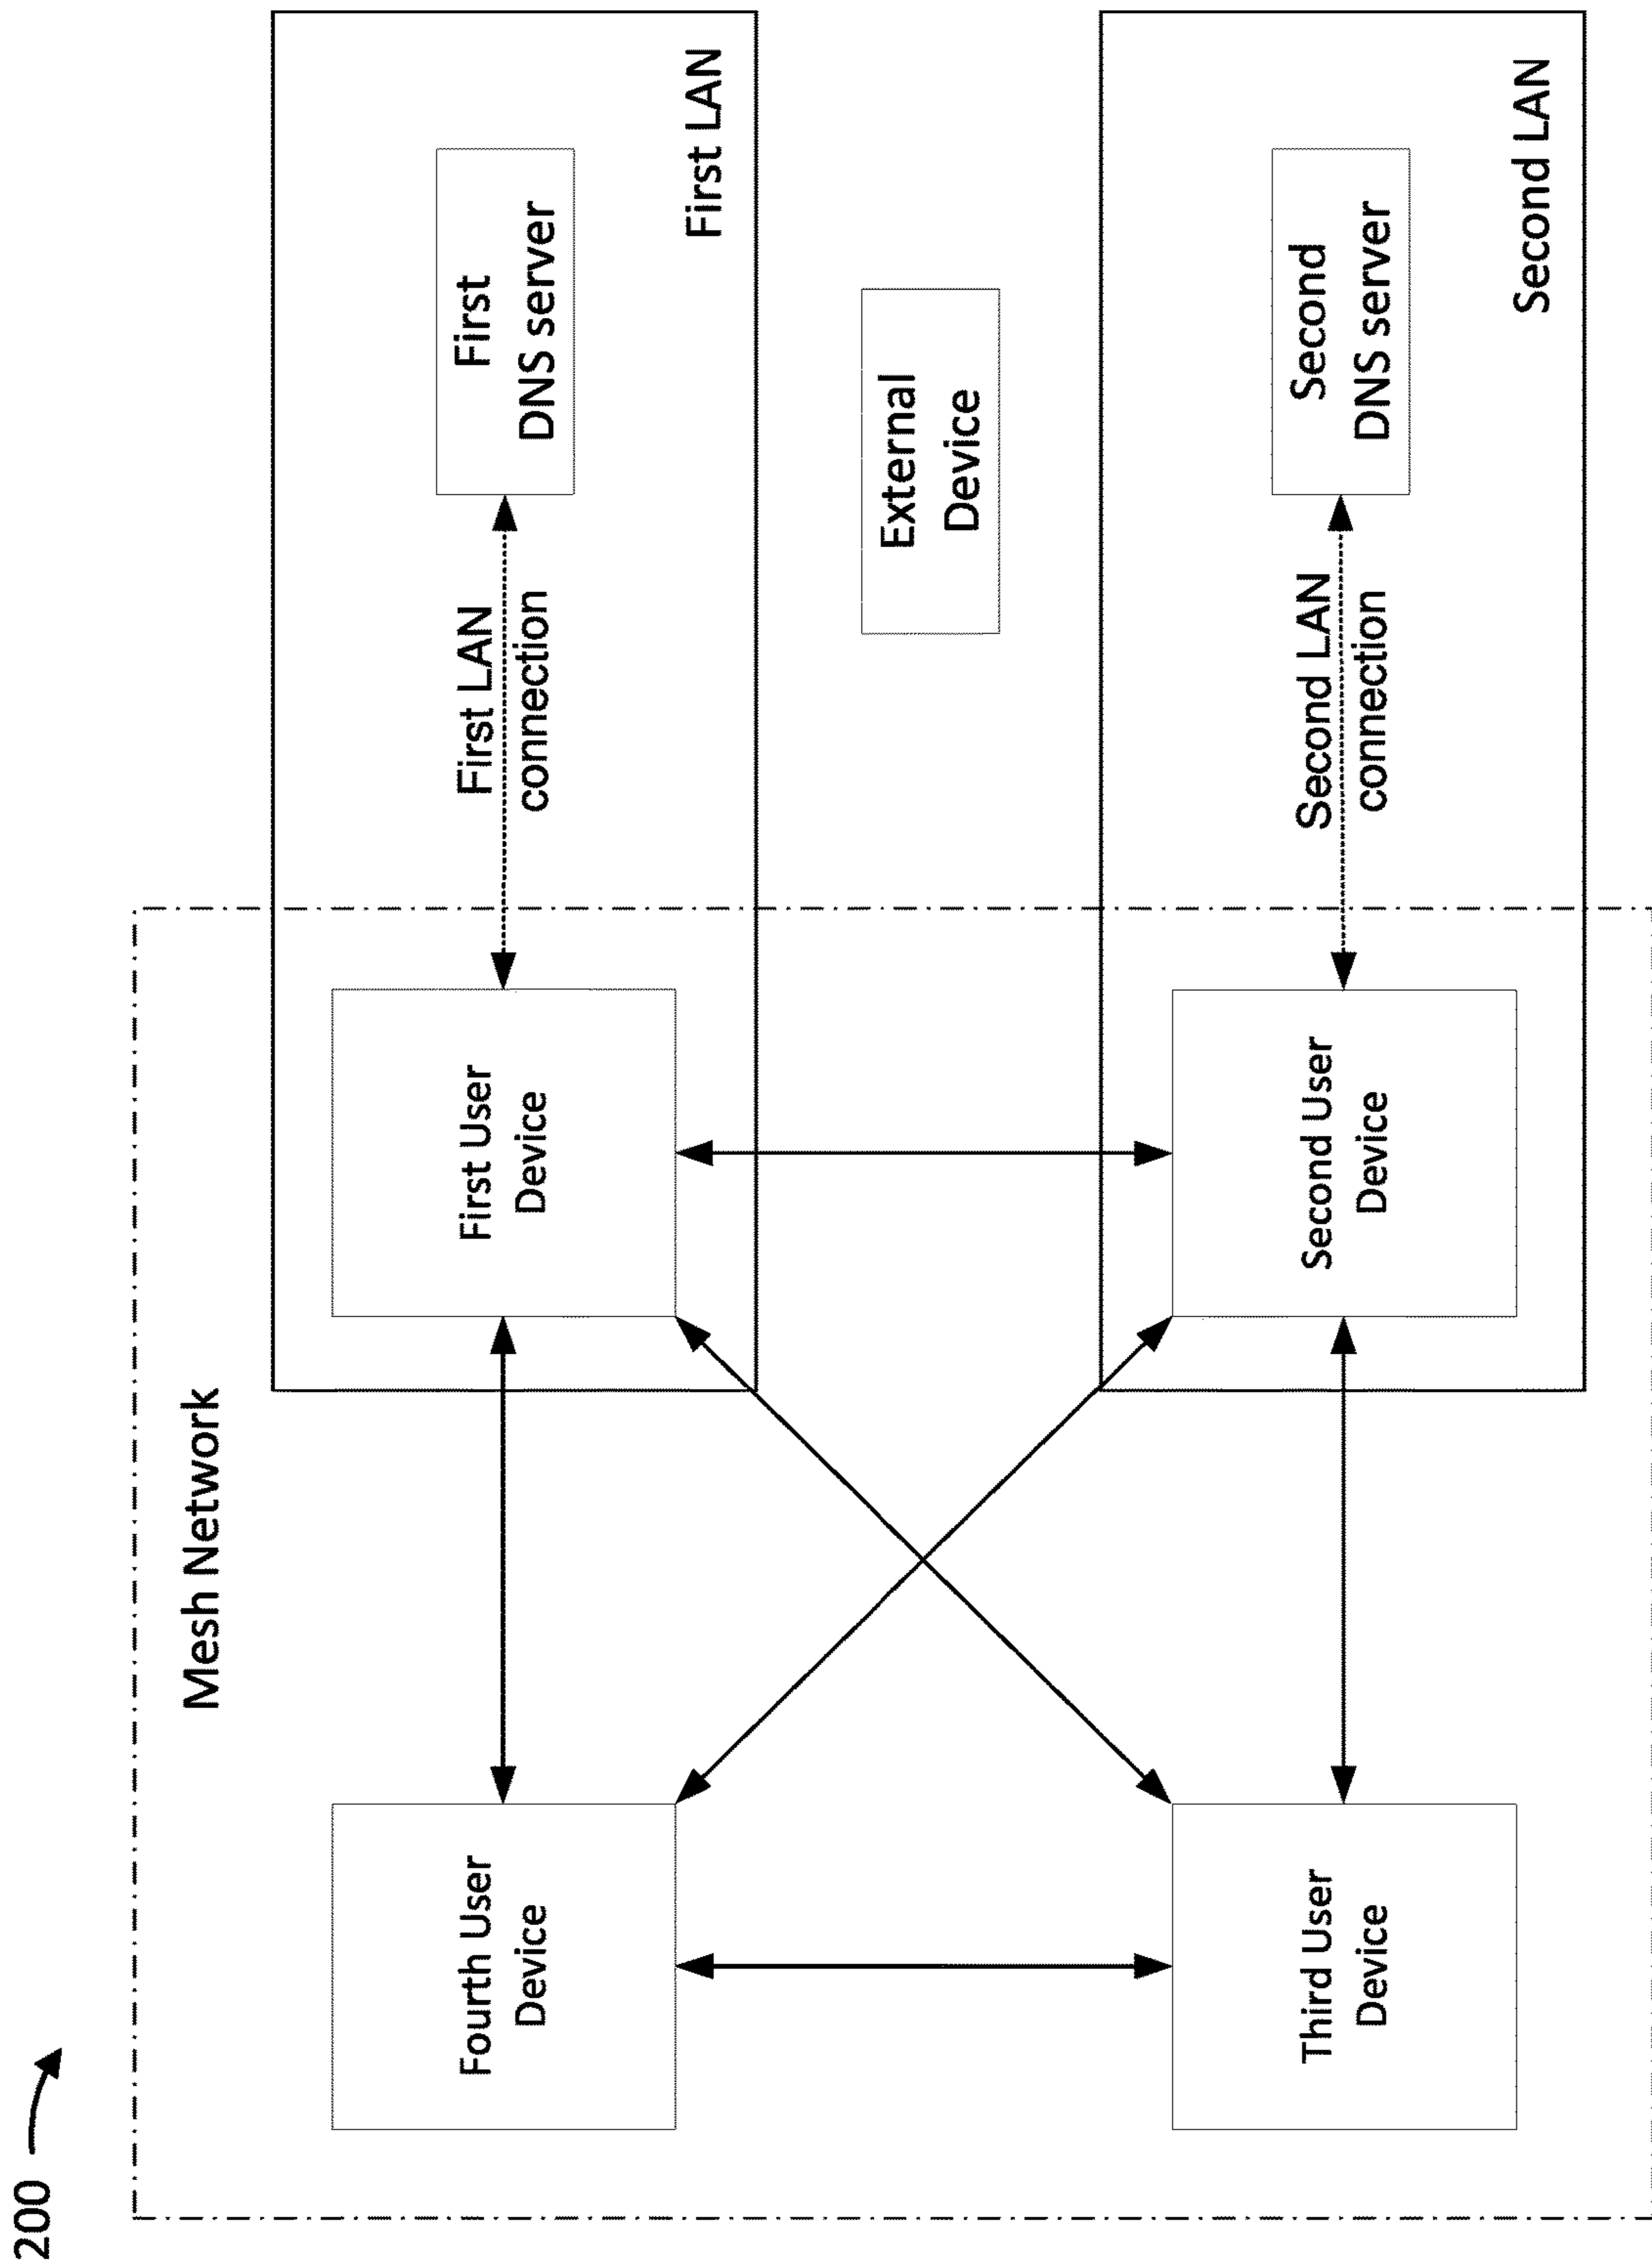 200
Mesh Network
Fourth User
Device
First User
Device
First LAN
connection
First
DNS server
First LAN
External
Device
Third User
Device
Second User
Device
Second LAN
connection
Second
DNS server
Second LAN